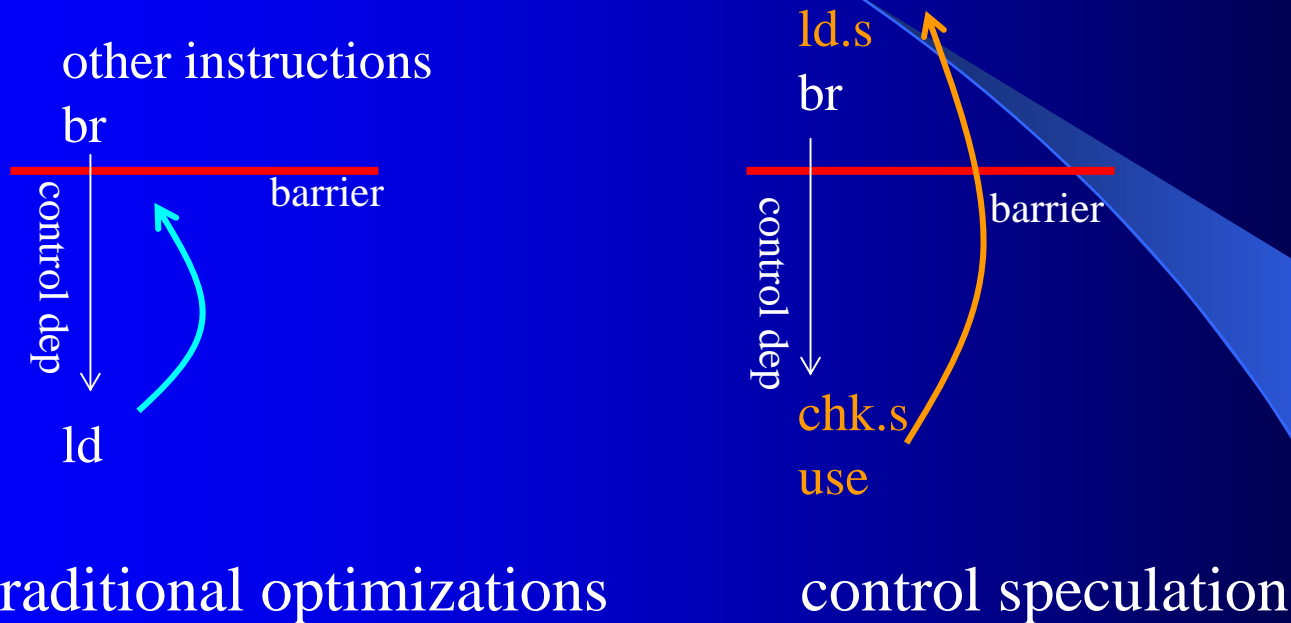 other instructions
br
barrier
control dep
ld
raditional optimizations
ld.s
br
barrier
control dep
chk.s
use
control speculation